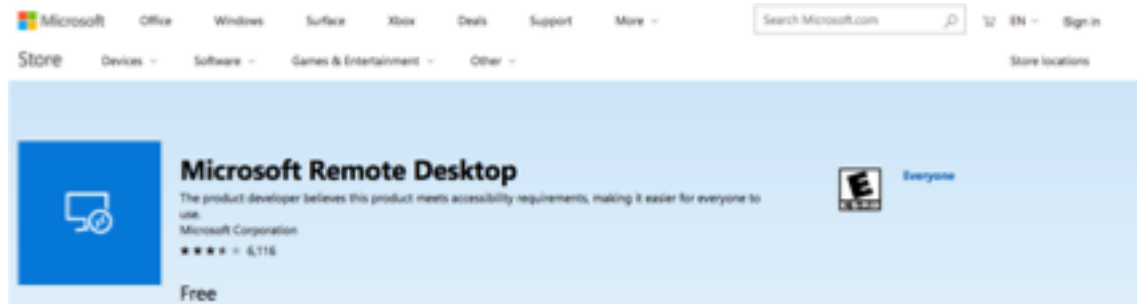 Microsoft Office Windows Surface Xbox Deals Support More Search Microsoft.com EN Sign in
Store Devices Software Games & Entertainment Other Store locations
Microsoft Remote Desktop
The product developer believes this product meets accessibility requirements, making it easier for everyone to
use.
Microsoft Corporation
6,116
Free
E Everyone